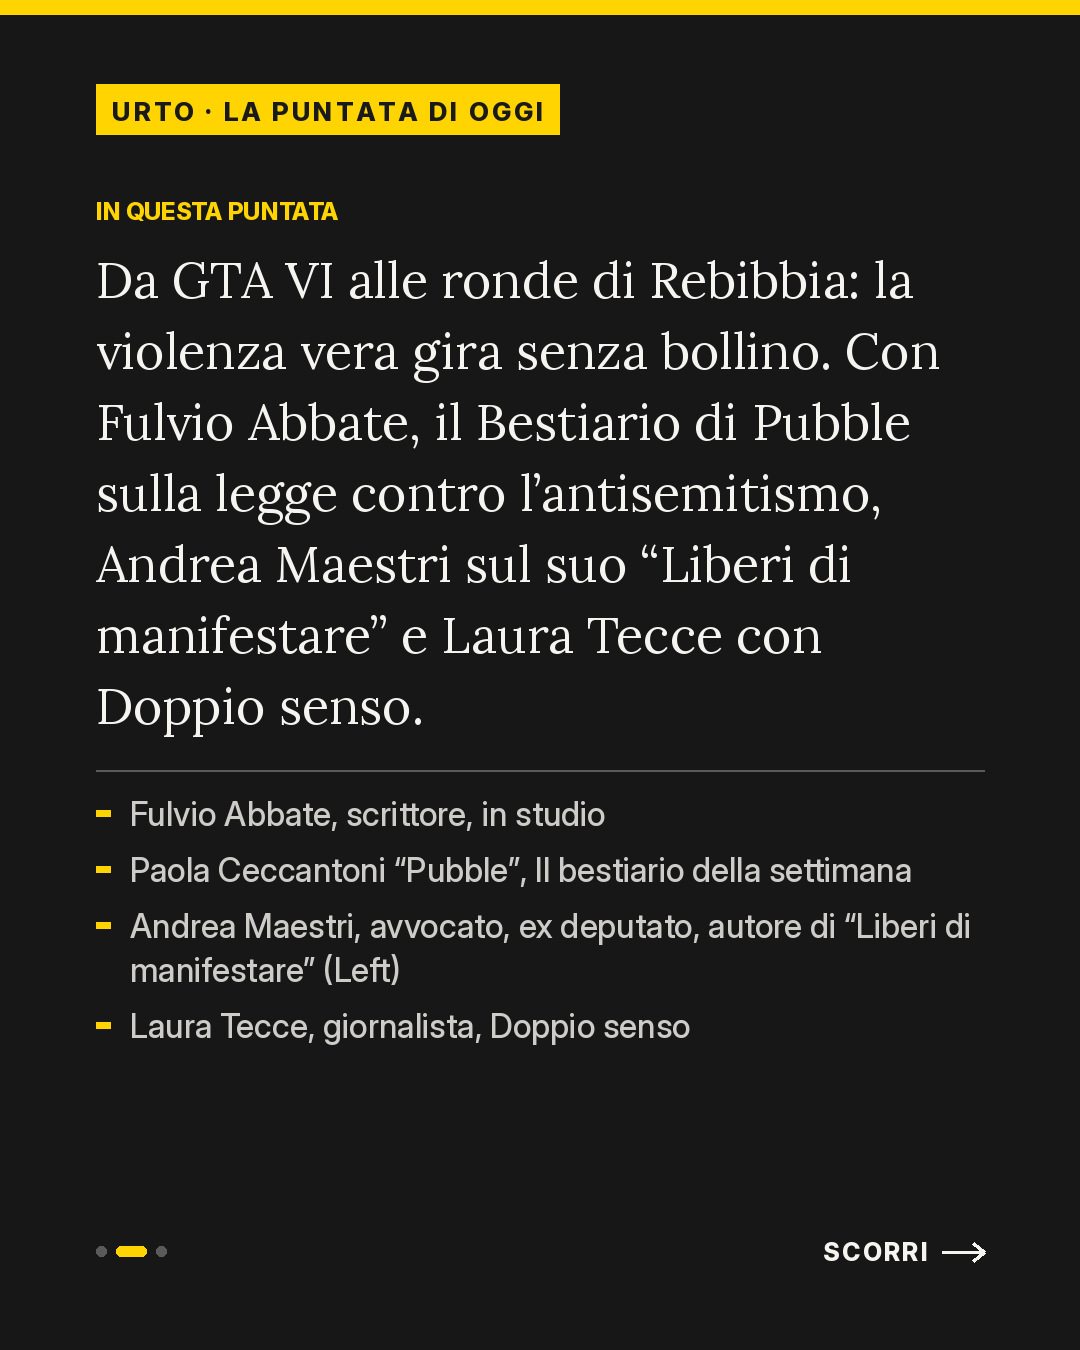 URTO · LA PUNTATA DI OGGI
IN QUESTA PUNTATA
Da GTA VI alle ronde di Rebibbia: la
violenza vera gira senza bollino. Con
Fulvio Abbate, il Bestiario di Pubble
sulla legge contro l’antisemitismo,
Andrea Maestri sul suo “Liberi di
manifestare” e Laura Tecce con
Doppio senso.
Fulvio Abbate, scrittore, in studio
Paola Ceccantoni “Pubble”, Il bestiario della settimana
Andrea Maestri, avvocato, ex deputato, autore di “Liberi di
manifestare” (Left)
Laura Tecce, giornalista, Doppio senso
SCORRI